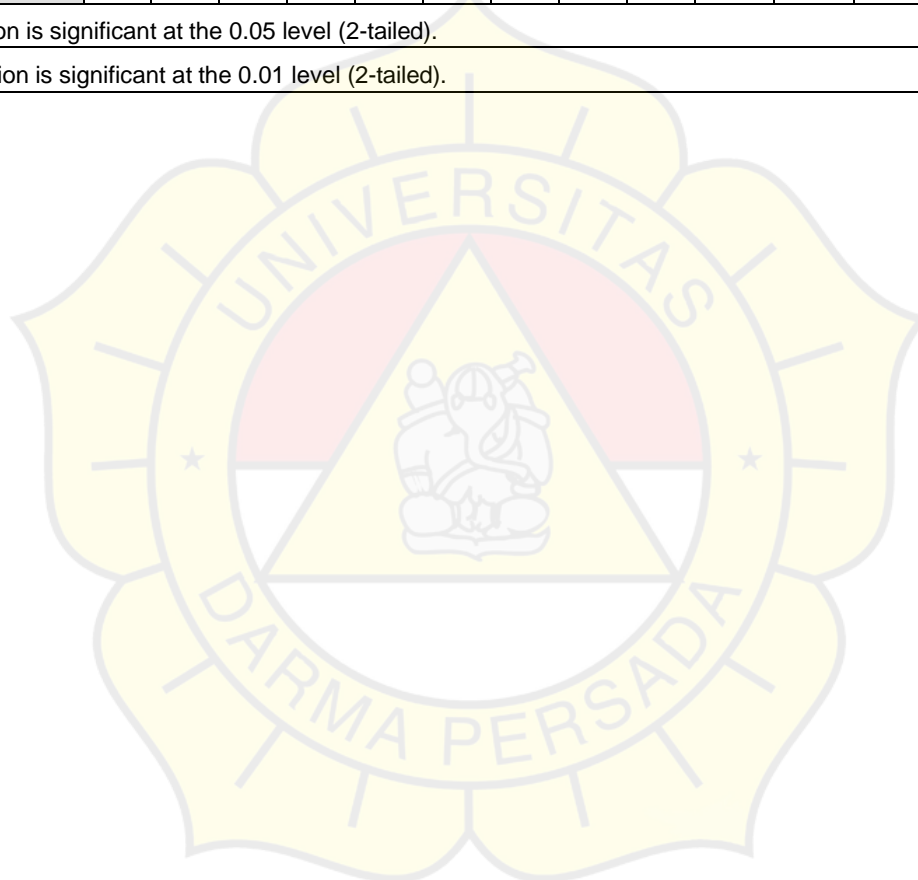 on is significant at the 0.05 level (2-tailed).
ion is significant at the 0.01 level (2-tailed).
UNIVERSITAS
DARMA PERSADA